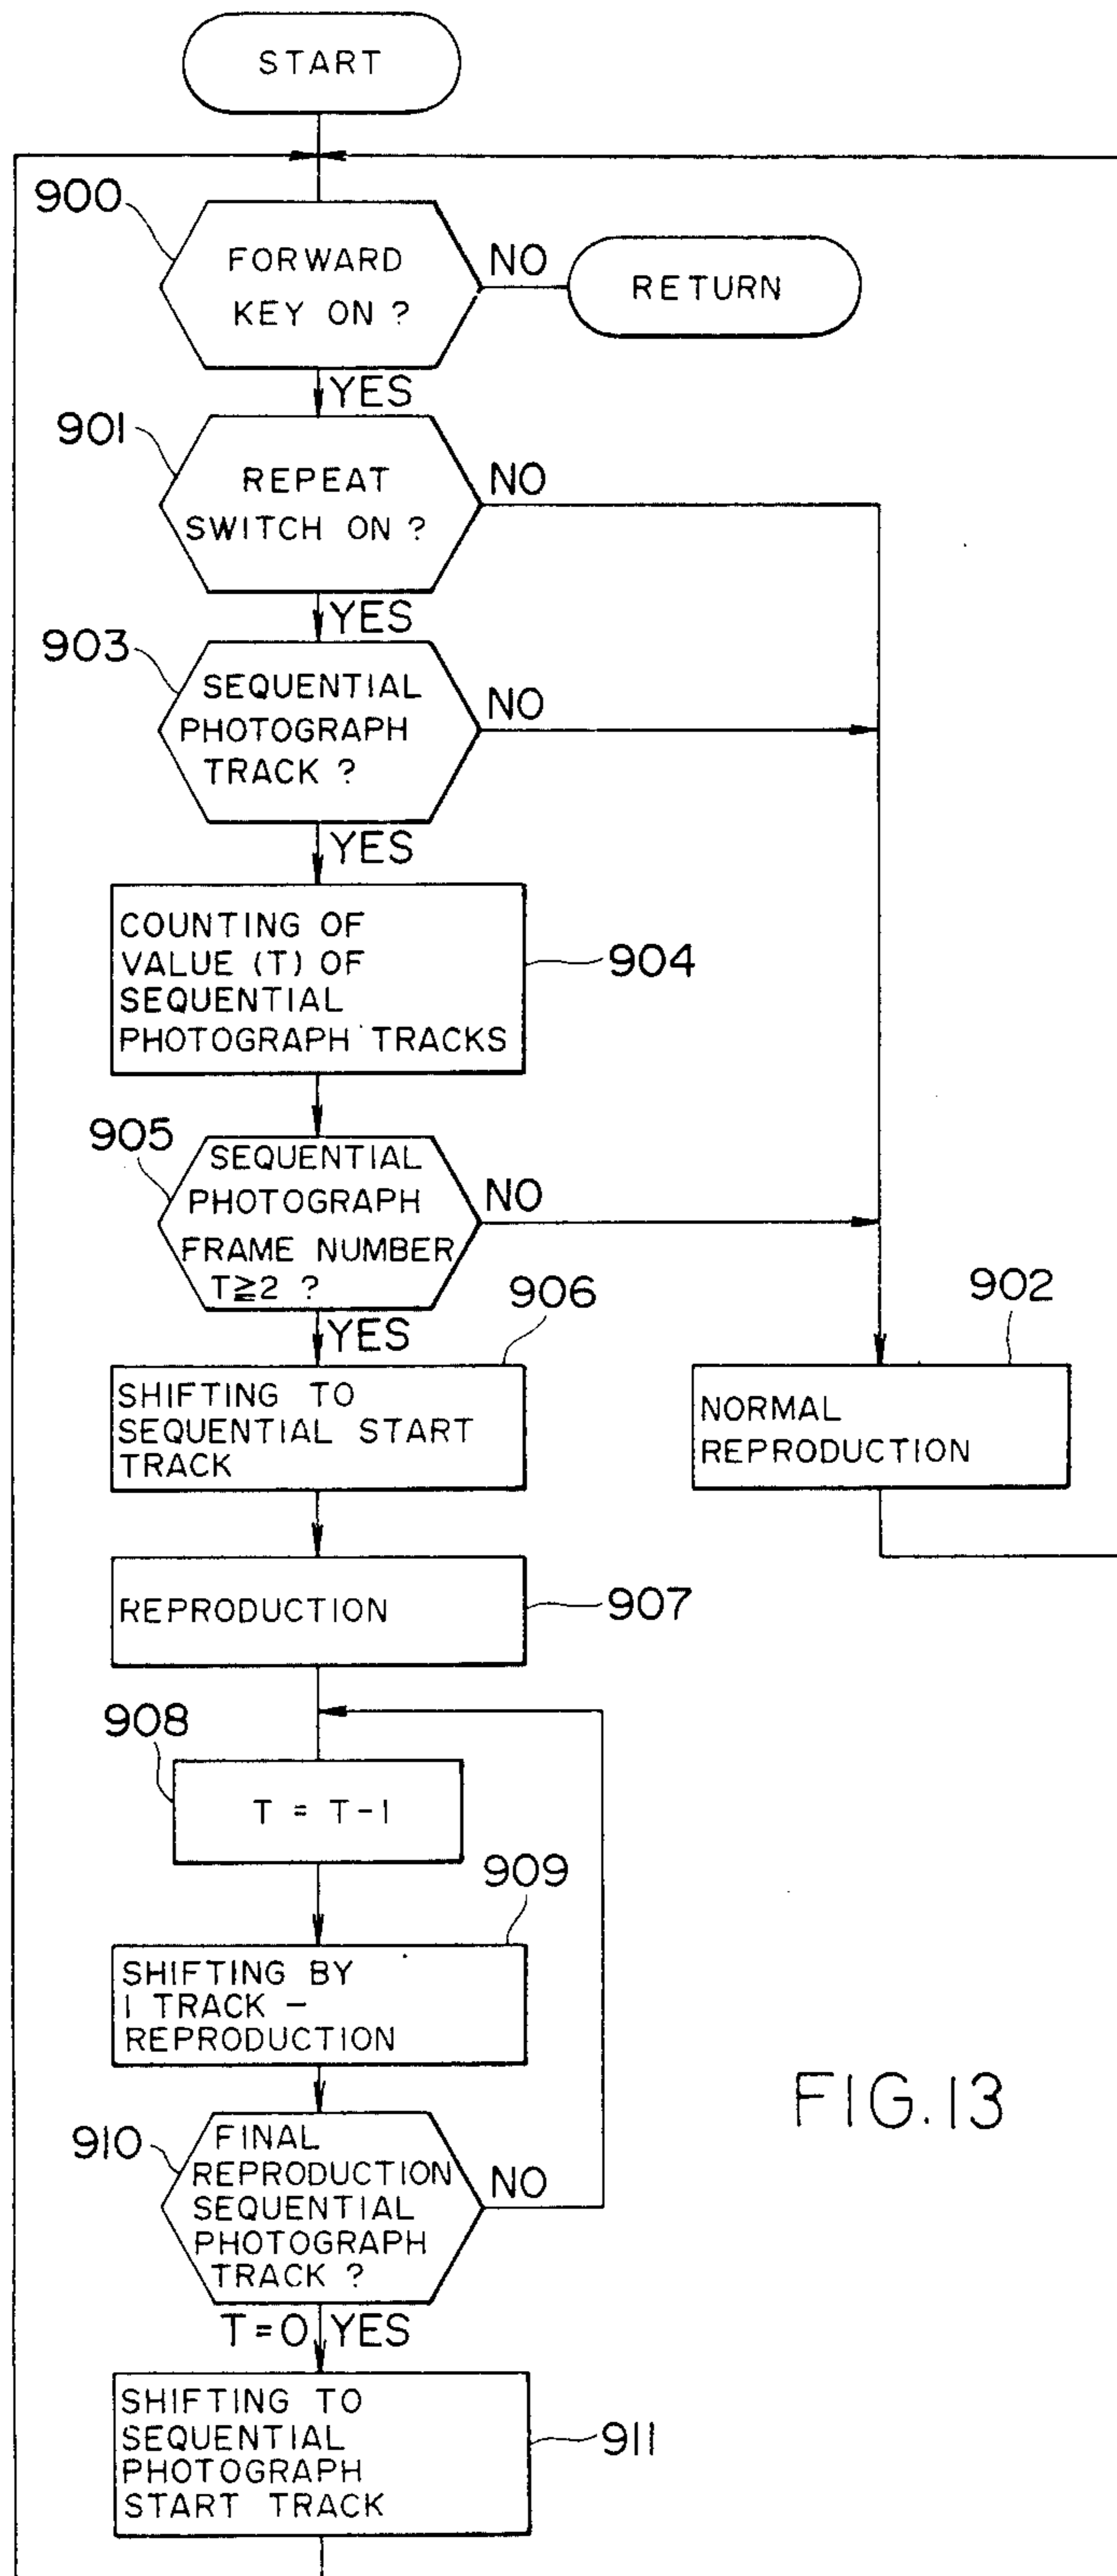 START
900
FORWARD
KEY ON ?
NO
RETURN
YES
901
REPEAT
SWITCH ON ?
NO
YES
903
SEQUENTIAL
PHOTOGRAPH
TRACK ?
NO
YES
COUNTING OF
VALUE (T) OF
SEQUENTIAL
PHOTOGRAPH TRACKS
904
905
SEQUENTIAL
PHOTOGRAPH
FRAME NUMBER
T≧2 ?
NO
YES
906
SHIFTING TO
SEQUENTIAL START
TRACK
902
NORMAL
REPRODUCTION
REPRODUCTION
907
908
T = T-1
909
SHIFTING BY
1 TRACK -
REPRODUCTION
910
FINAL
REPRODUCTION
SEQUENTIAL
PHOTOGRAPH
TRACK ?
NO
T=0 YES
SHIFTING TO
SEQUENTIAL
PHOTOGRAPH
START TRACK
911
FIG.13